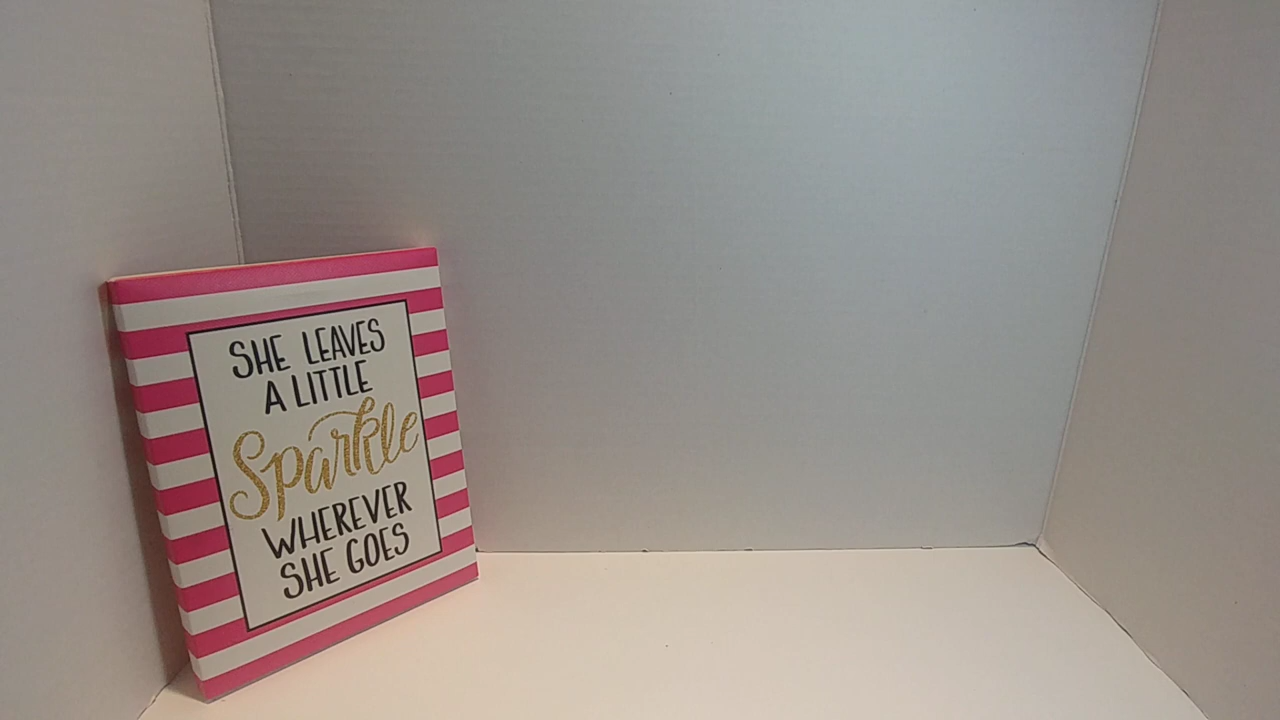 SHE LEAVES
A LITTLE
Sparkle
WHEREVER
SHE GOES